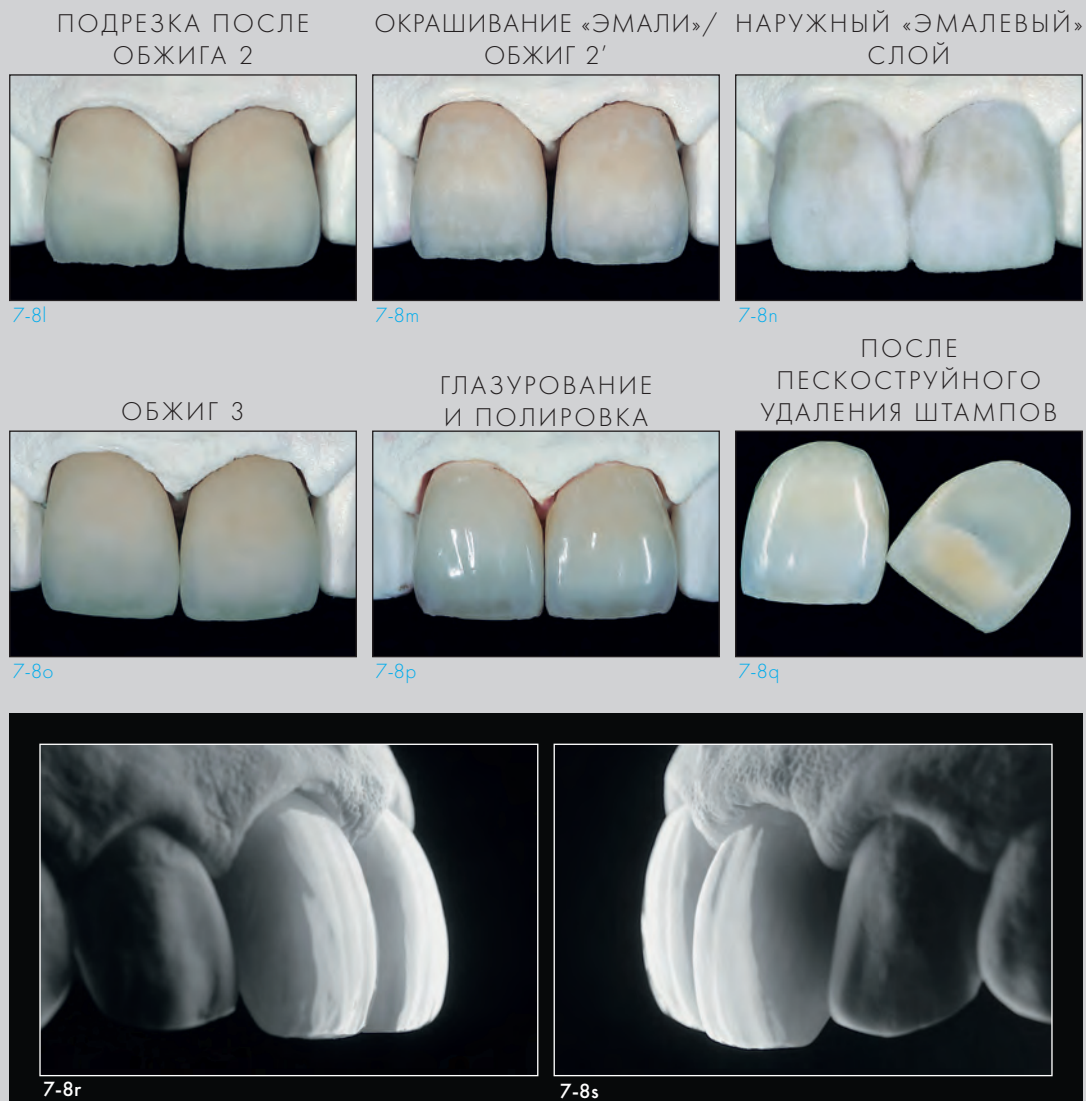 ПОДРЕЗКА ПОСЛЕ
ОБЖИГА 2
ОКРАШИВАНИЕ «ЭМАЛИ»/
ОБЖИГ 2’
НАРУЖНЫЙ «ЭМАЛЕВЫЙ»
СЛОЙ
7-8l
7-8m
7-8n
ОБЖИГ 3
ГЛАЗУРОВАНИЕ
И ПОЛИРОВКА
ПОСЛЕ
ПЕСКОСТРУЙНОГО
УДАЛЕНИЯ ШТАМПОВ
7-8o
7-8p
7-8q
7-8r
7-8s